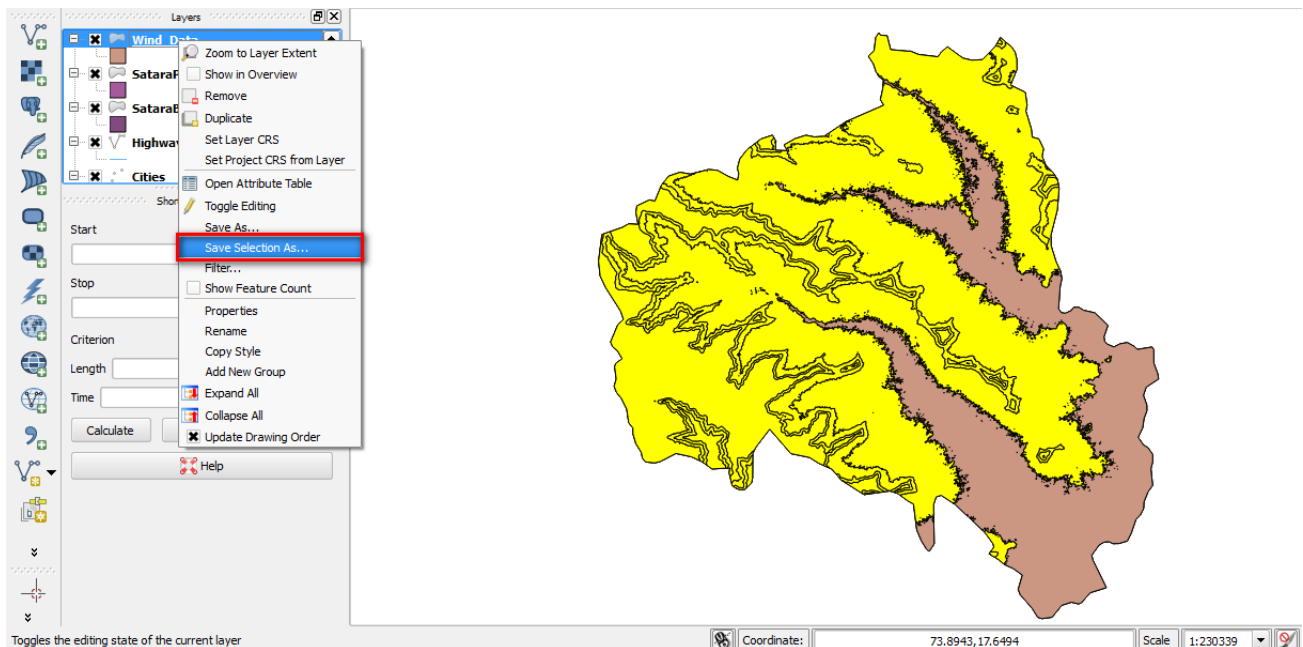 Layers
Wind_Data
Zoom to Layer Extent
Show in Overview
Remove
Duplicate
Set Layer CRS
Set Project CRS from Layer
Open Attribute Table
Toggle Editing
Save As...
Save Selection As...
Filter...
Show Feature Count
Properties
Rename
Copy Style
Add New Group
Expand All
Collapse All
Update Drawing Order
Highway
Cities
Start
Stop
Criterion
Length
Time
Calculate
Help
Toggles the editing state of the current layer
Coordinate:
73.8943,17.6494
Scale
1:230339